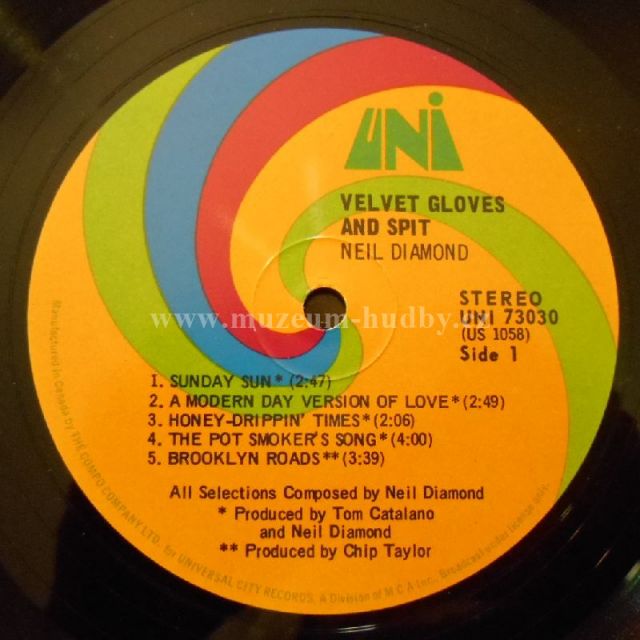 UNI
VELVET GLOVES
AND SPIT
NEIL DIAMOND
STEREO
UNI 73030
(US 1058)
Side 1
www.muzeum-hudby.cz
1. SUNDAY SUN* (2:47)
2. A MODERN DAY VERSION OF LOVE* (2:49)
3. HONEY-DRIPPIN' TIMES* (2:06)
4. THE POT SMOKER'S SONG* (4:00)
5. BROOKLYN ROADS** (3:39)
All Selections Composed by Neil Diamond
* Produced by Tom Catalano
and Neil Diamond
** Produced by Chip Taylor
Manufactured in Canada by THE COMPO COMPANY LTD. for UNIVERSAL CITY RECORDS, A Division of M C A Inc. Broadcast under license only.